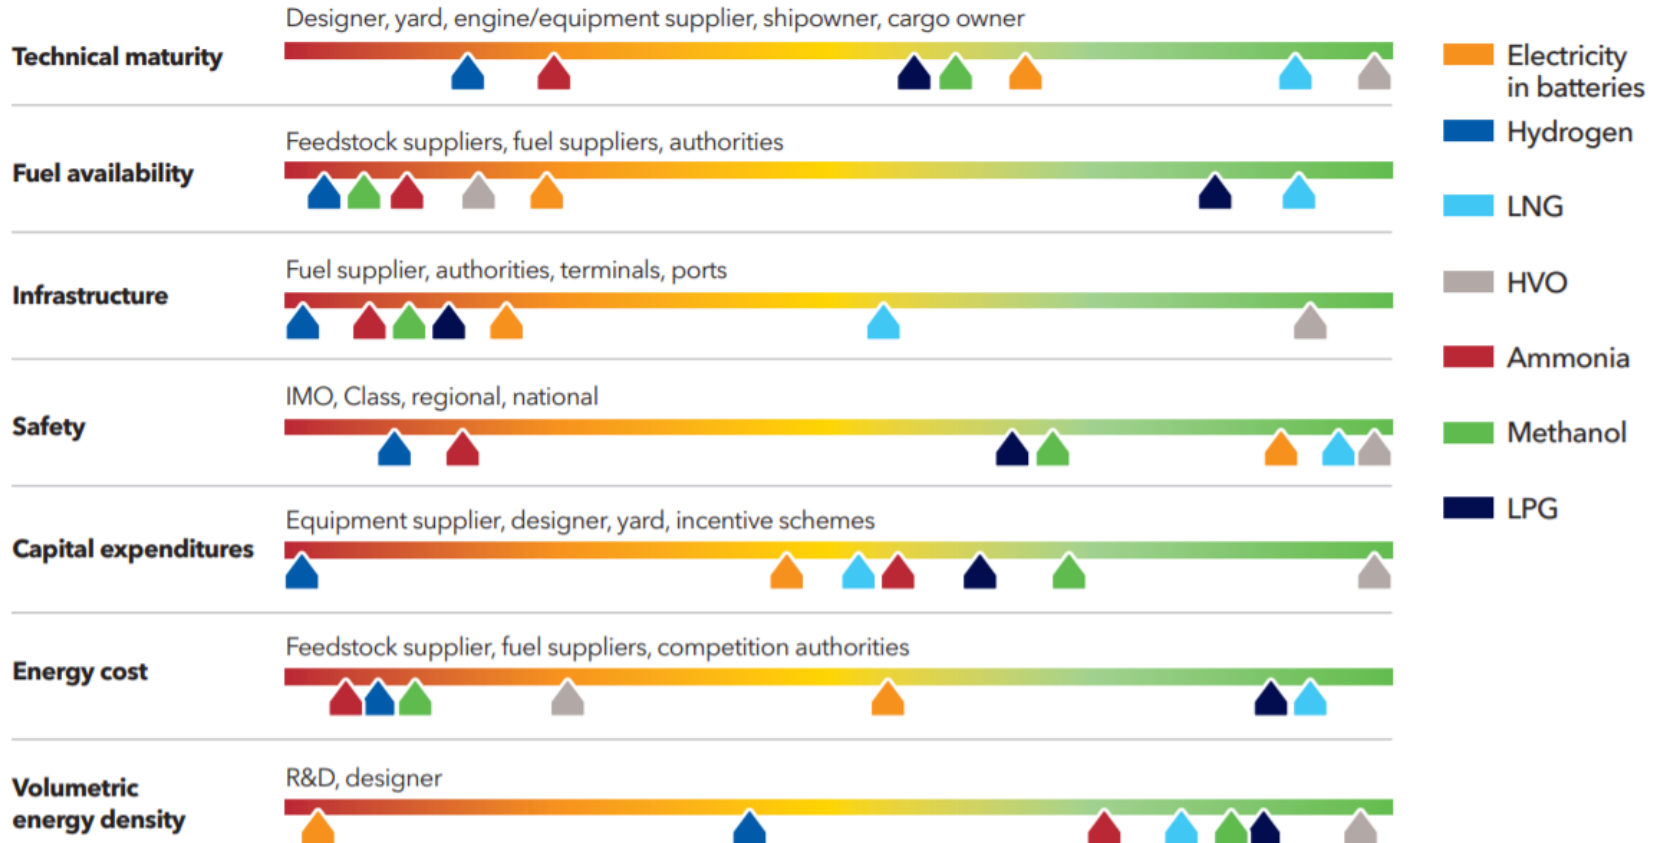 Designer, yard, engine/equipment supplier, shipowner, cargo owner
Technical maturity
Feedstock suppliers, fuel suppliers, authorities
Fuel availability
Fuel supplier, authorities, terminals, ports
Infrastructure
IMO, Class, regional, national
Safety
Equipment supplier, designer, yard, incentive schemes
Capital expenditures
Feedstock supplier, fuel suppliers, competition authorities
Energy cost
R&D, designer
Volumetric
energy density
Electricity
in batteries
Hydrogen
LNG
HVO
Ammonia
Methanol
LPG